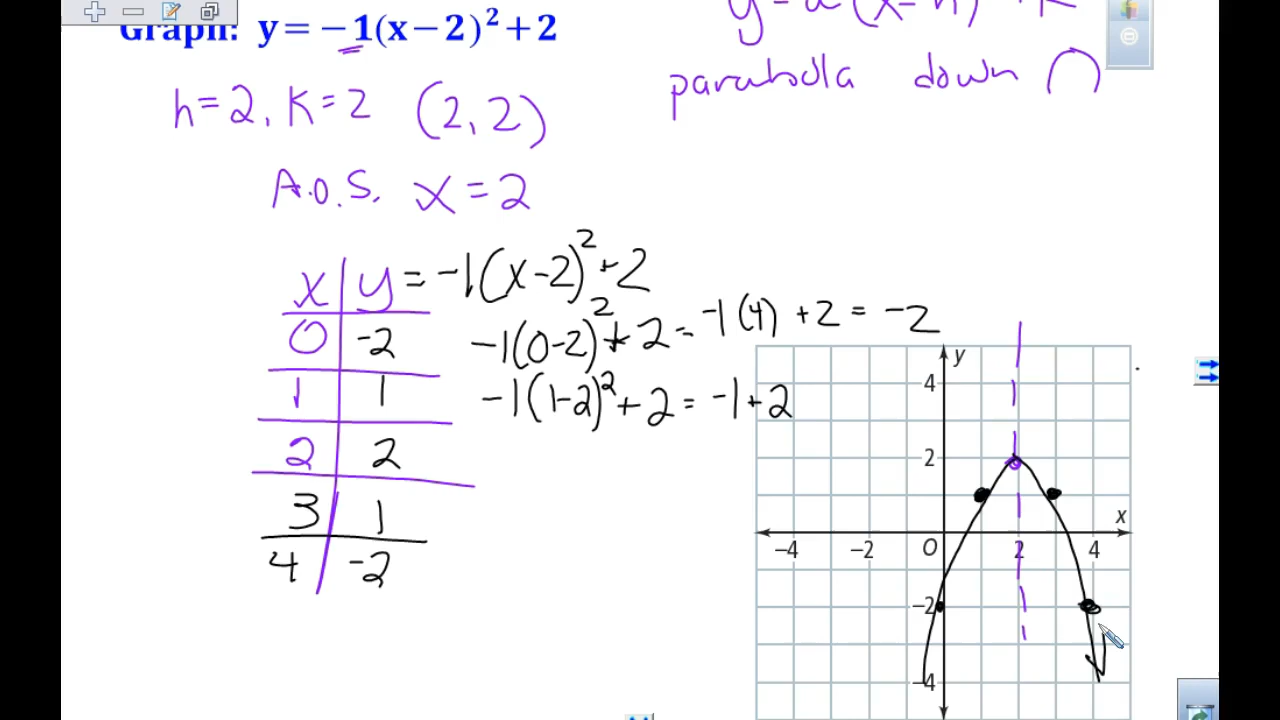 Graph: y = −1(x − 2)² + 2
y = a(x − h) + k
parabola down
h = 2, K = 2 (2, 2)
A.O.S. x = 2
x | y = -1(x - 2)² + 2
0 | -2 -1(0 - 2)² + 2 = -1(4) + 2 = -2
1 | 1 -1(1 - 2)² + 2 = -1 + 2
2 | 2
3 | 1
4 | -2
y
4
2
x
−4 −2 O 2 4
−2
−4